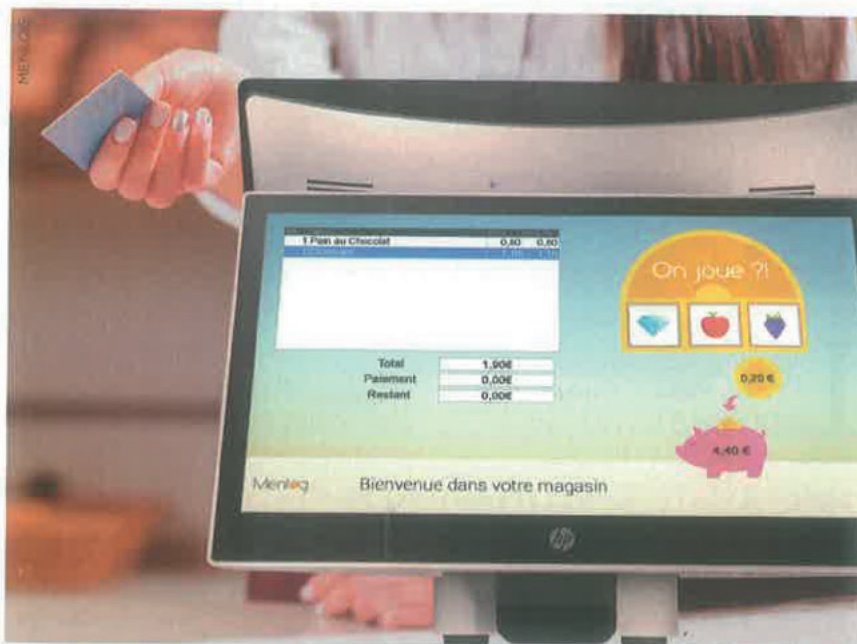 MENLOG
1 Pain au Chocolat 0,80 0,80
On joue ?!
Total 1,90€
Paiement 0,00€
Restant 0,00€
0,20 €
4,40 €
Menlog Bienvenue dans votre magasin
hp